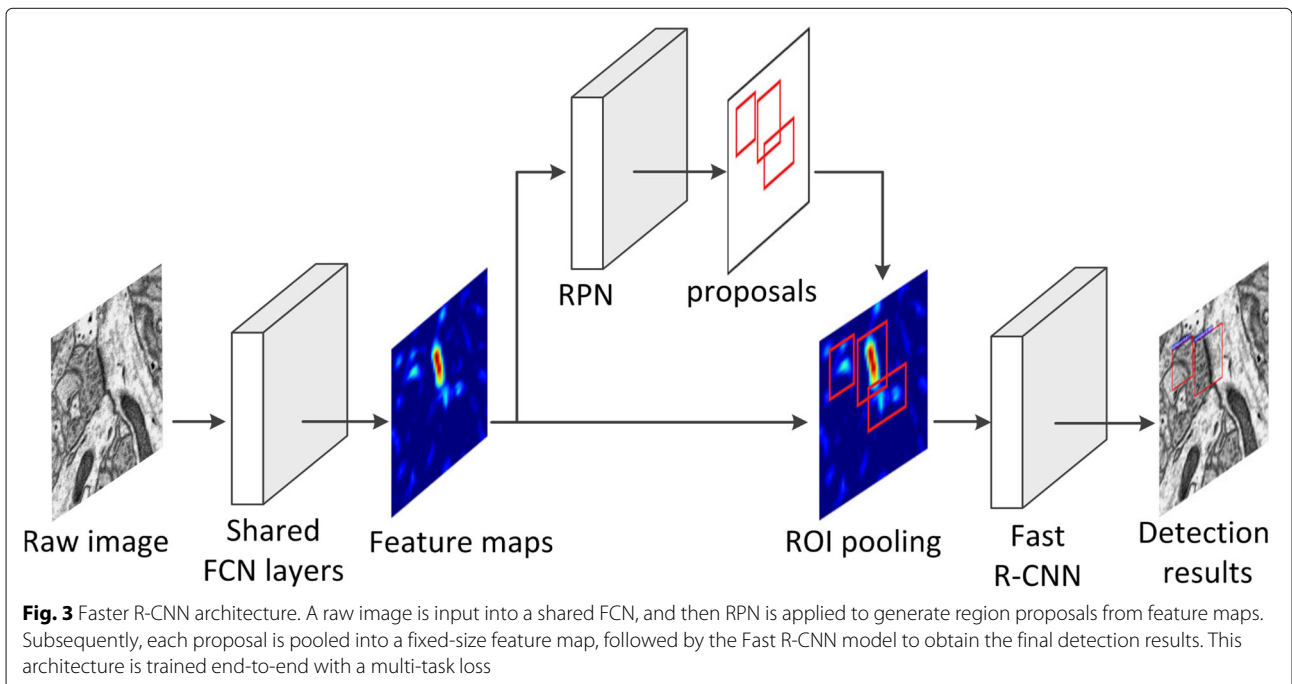 RPN
proposals
Raw image
Shared
FCN layers
Feature maps
ROI pooling
Fast
R-CNN
Detection
results
Fig. 3 Faster R-CNN architecture. A raw image is input into a shared FCN, and then RPN is applied to generate region proposals from feature maps.
Subsequently, each proposal is pooled into a fixed-size feature map, followed by the Fast R-CNN model to obtain the final detection results. This
architecture is trained end-to-end with a multi-task loss